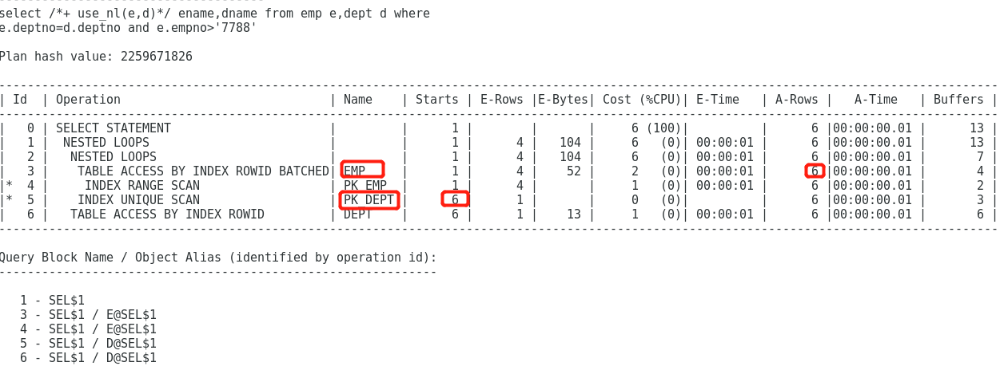 select /*+ use_nl(e,d)*/ ename,dname from emp e,dept d where
e.deptno=d.deptno and e.empno>'7788'
Plan hash value: 2259671826
| Id | Operation | Name | Starts | E-Rows |E-Bytes| Cost (%CPU)| E-Time | A-Rows | A-Time | Buffers |
| 0 | SELECT STATEMENT | | 1 | | | 6 (100)| | 6 |00:00:00.01 | 13 |
| 1 | NESTED LOOPS | | 1 | 4 | 104 | 6 (0)| 00:00:01 | 6 |00:00:00.01 | 13 |
| 2 | NESTED LOOPS | | 1 | 4 | 104 | 6 (0)| 00:00:01 | 6 |00:00:00.01 | 7 |
| 3 | TABLE ACCESS BY INDEX ROWID BATCHED| EMP | 1 | 4 | 52 | 2 (0)| 00:00:01 | 6 |00:00:00.01 | 4 |
|* 4 | INDEX RANGE SCAN | PK_EMP | 1 | 4 | | 1 (0)| 00:00:01 | 6 |00:00:00.01 | 2 |
|* 5 | INDEX UNIQUE SCAN | PK_DEPT | 6 | 1 | | 0 (0)| | 6 |00:00:00.01 | 3 |
| 6 | TABLE ACCESS BY INDEX ROWID | DEPT | 6 | 1 | 13 | 1 (0)| 00:00:01 | 6 |00:00:00.01 | 6 |
Query Block Name / Object Alias (identified by operation id):
1 - SEL$1
3 - SEL$1 / E@SEL$1
4 - SEL$1 / E@SEL$1
5 - SEL$1 / D@SEL$1
6 - SEL$1 / D@SEL$1